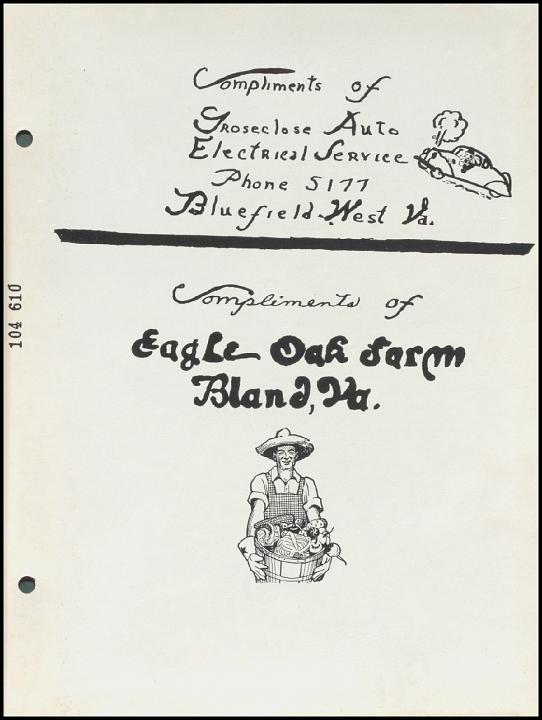 Compliments of
Groseclose Auto
Electrical Service
Phone 5177
Bluefield-West Va.
Compliments of
Eagle Oak Farm
Bland, Va.
104 610